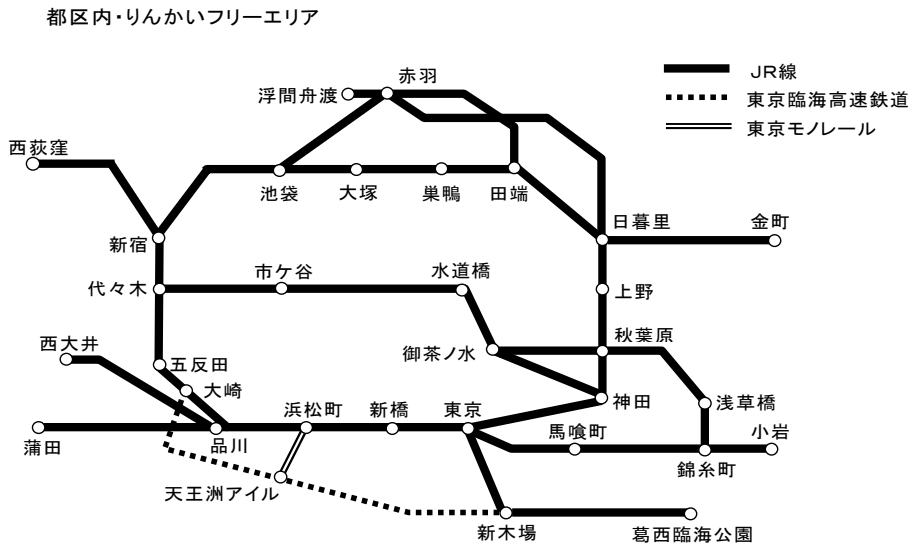 都区内・りんかいフリーエリア
赤羽
浮間舟渡
JR線
東京臨海高速鉄道
東京モノレール
西荻窪
池袋
大塚
巣鴨
田端
日暮里
金町
新宿
市ケ谷
水道橋
代々木
上野
西大井
秋葉原
御茶ノ水
五反田
大崎
神田
浅草橋
浜松町
新橋
東京
馬喰町
小岩
蒲田
品川
錦糸町
天王洲アイル
新木場
葛西臨海公園